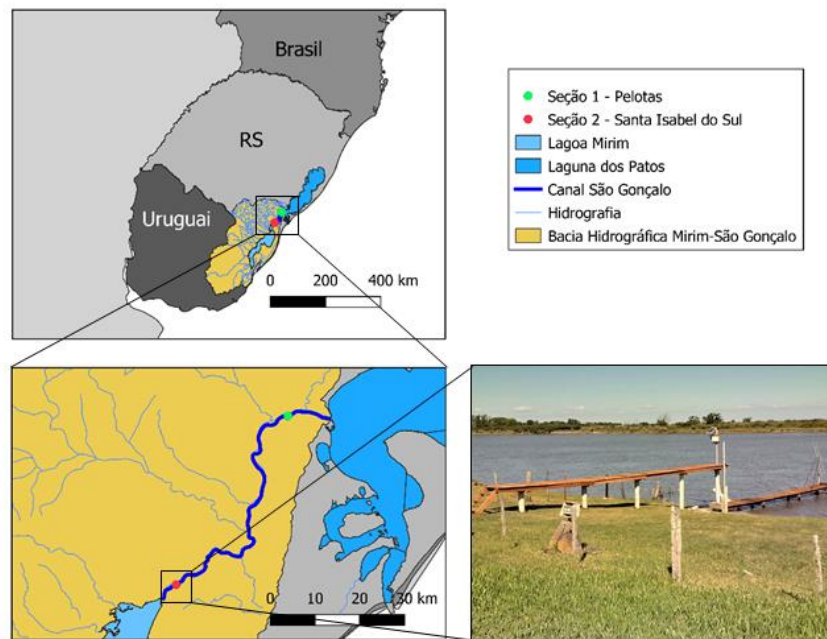 Brasil
RS
Uruguai
0 200 400 km
Seção 1 - Pelotas
Seção 2 - Santa Isabel do Sul
Lagoa Mirim
Laguna dos Patos
Canal São Gonçalo
Hidrografia
Bacia Hidrográfica Mirim-São Gonçalo
0 10 20 30 km